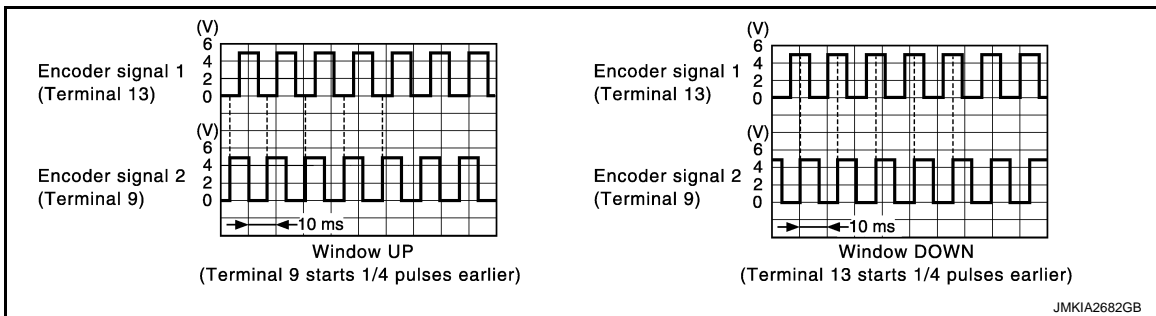 (V)
6
4
2
0
Encoder signal 1
(Terminal 13)
(V)
6
4
2
0
Encoder signal 2
(Terminal 9)
10 ms
Window UP
(Terminal 9 starts 1/4 pulses earlier)
(V)
6
4
2
0
Encoder signal 1
(Terminal 13)
(V)
6
4
2
0
Encoder signal 2
(Terminal 9)
10 ms
Window DOWN
(Terminal 13 starts 1/4 pulses earlier)
JMKIA2682GB